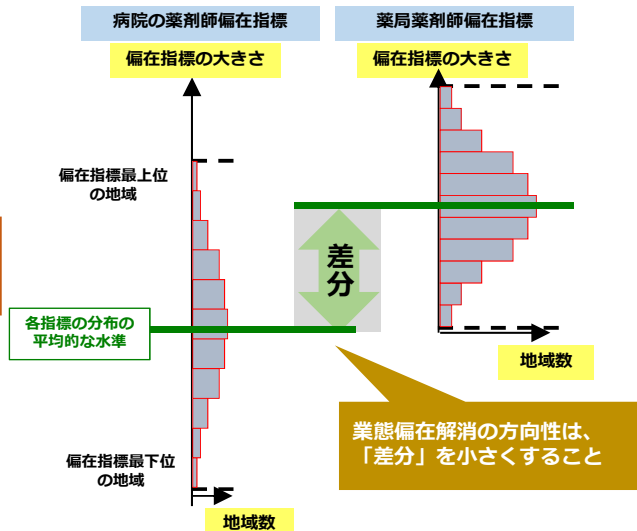 病院の薬剤師偏在指標
薬局薬剤師偏在指標
偏在指標の大きさ
偏在指標の大きさ
偏在指標最上位
の地域
差分
各指標の分布の
平均的な水準
地域数
業態偏在解消の方向性は、
「差分」を小さくすること
偏在指標最下位
の地域
地域数